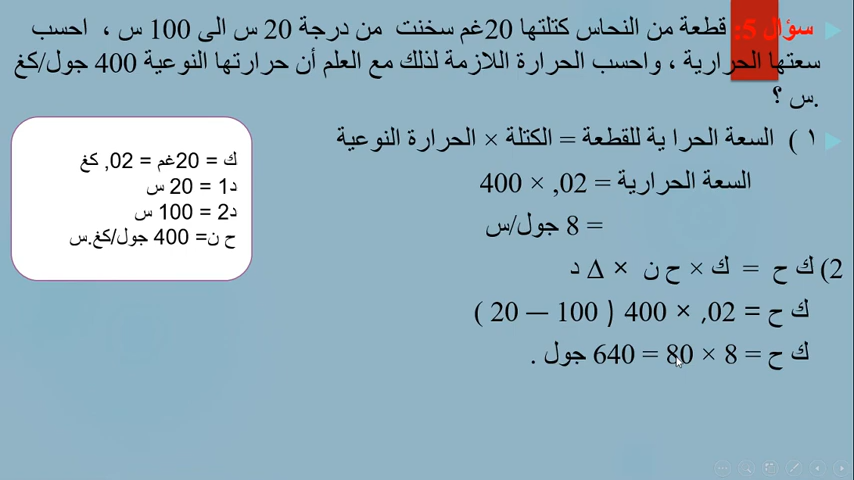 سؤال 5: قطعة من النحاس كتلتها 20غم سخنت من درجة 20 س الى 100 س ، احسب
سعتها الحرارية ، واحسب الحرارة اللازمة لذلك مع العلم أن حرارتها النوعية 400 جول/كغ
.س ؟
١ ) السعة الحرا ية للقطعة = الكتلة × الحرارة النوعية
السعة الحرارية = 02, × 400
= 8 جول/س
2) ك ح = ك × ح ن × Δ د
ك ح = 02, × 400 ( 100 – 20 )
ك ح = 8 × 80 = 640 جول .
ك = 20غم = 02, كغ
د1 = 20 س
د2 = 100 س
ح ن= 400 جول/كغ.س